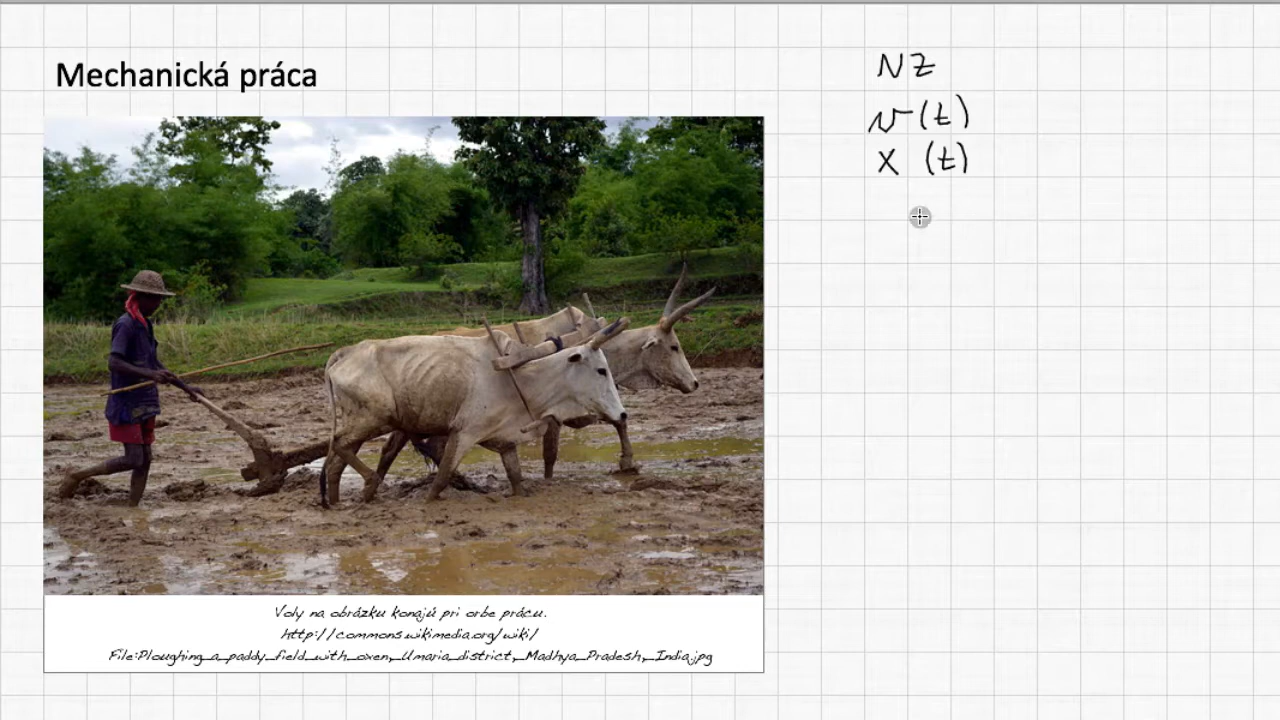 Mechanická práca
NZ
v(t)
x (t)
Voly na obrázku konajú pri orbe prácu.
http://commons.wikimedia.org/wiki/
File:Ploughing_a_paddy_field_with_oxen,_Umaria_district,_Madhya_Pradesh,_India.jpg